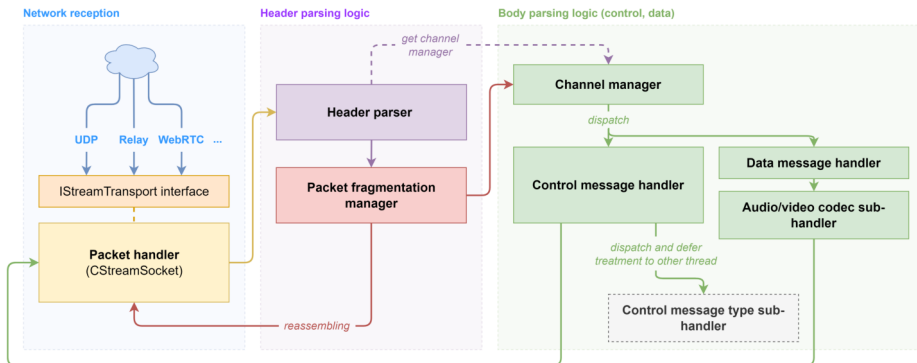 Network reception
Header parsing logic
Body parsing logic (control, data)
get channel
manager
Channel manager
Header parser
dispatch
UDP
Relay
WebRTC
...
Data message handler
IStreamTransport interface
Packet fragmentation
manager
Control message handler
Audio/video codec sub-
handler
Packet handler
(CStreamSocket)
dispatch and defer
treatment to other thread
reassembling
Control message type sub-
handler